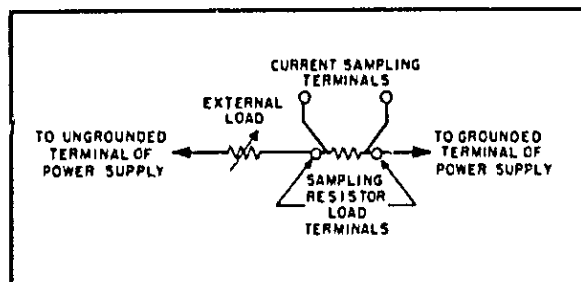 CURRENT SAMPLING
TERMINALS
EXTERNAL
LOAD
TO UNGROUNDED
TERMINAL OF
POWER SUPPLY
TO GROUNDED
TERMINAL OF
POWER SUPPLY
SAMPLING
RESISTOR
LOAD
TERMINALS